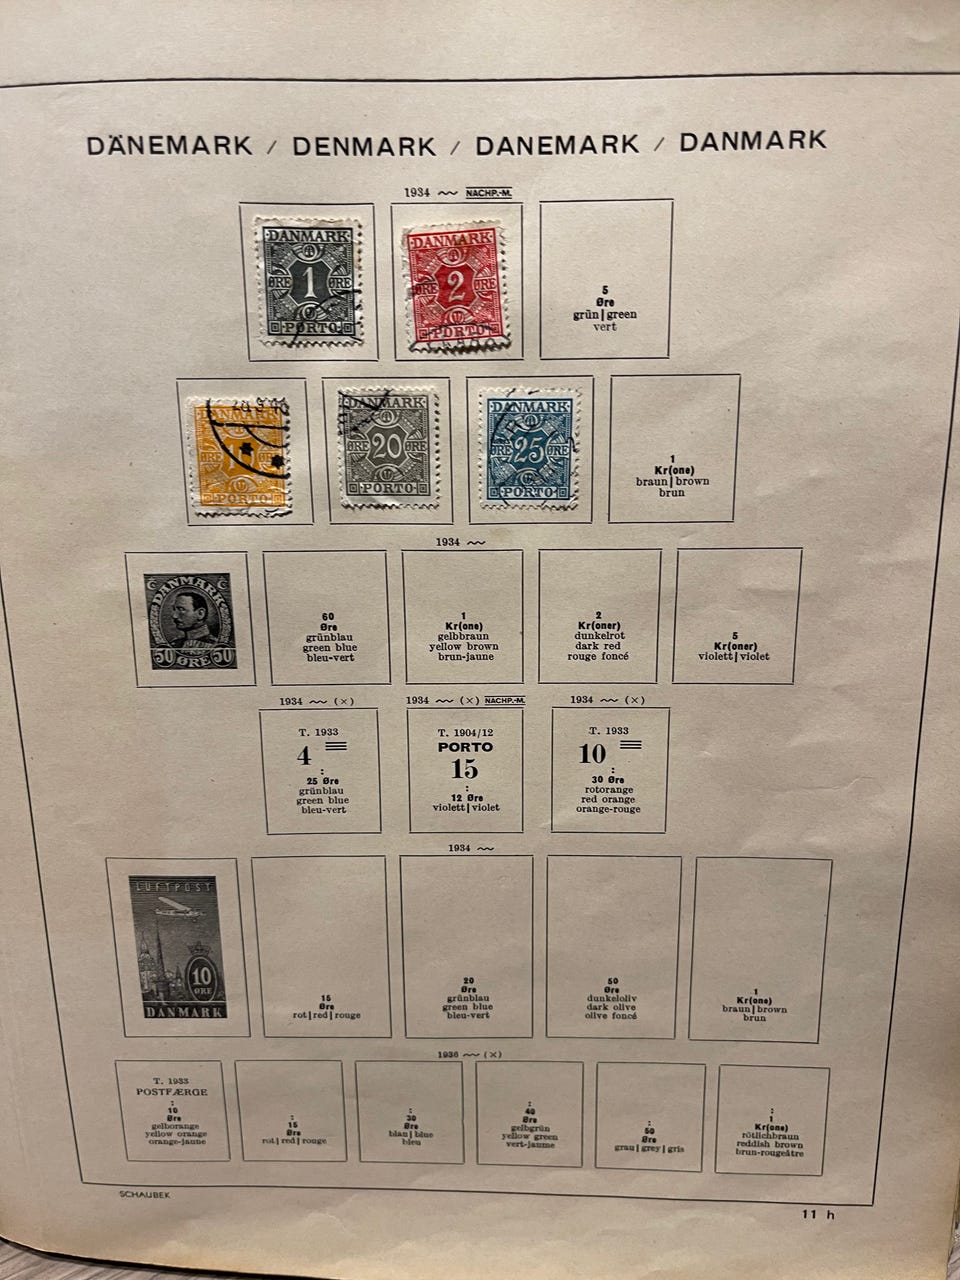 DÄNEMARK / DENMARK / DANEMARK / DANMARK
1934 NACHP.-M.
DANMARK
1
ØRE ØRE
PORTO
DANMARK
2
ØRE ØRE
PORTO
5
Øre
grün|green
vert
DANMARK
ØRE
PORTO
DANMARK
20
ØRE ØRE
PORTO
DANMARK
25
ØRE ØRE
PORTO
1
Kr(one)
braun|brown
brun
1934
DANMARK
50 ØRE 50
60
Øre
grünblau
green blue
bleu-vert
1
Kr(one)
gelbbraun
yellow brown
brun-jaune
2
Kr(oner)
dunkelrot
dark red
rouge foncé
5
Kr(oner)
violett|violet
1934 (×)
1934 (×) NACHP.-M.
1934 (×)
T. 1933
4
:
25 Øre
grünblau
green blue
bleu-vert
T. 1904/12
PORTO
15
:
12 Øre
violett|violet
T. 1933
10
:
30 Øre
rotorange
red orange
orange-rouge
1934
LUFTPOST
10
ØRE
DANMARK
15
Øre
rot|red|rouge
20
Øre
grünblau
green blue
bleu-vert
50
Øre
dunkeloliv
dark olive
olive foncé
1
Kr(one)
braun|brown
brun
1936 (×)
T. 1933
POSTFÆRGE
:
10
Øre
gelborange
yellow orange
orange-jaune
:
15
Øre
rot|red|rouge
:
30
Øre
blau|blue
bleu
:
40
Øre
gelbgrün
yellow green
vert-jaune
:
50
Øre
grau|grey|gris
:
1
Kr(one)
rötlichbraun
reddish brown
brun-rougeâtre
SCHAUBEK
11 h